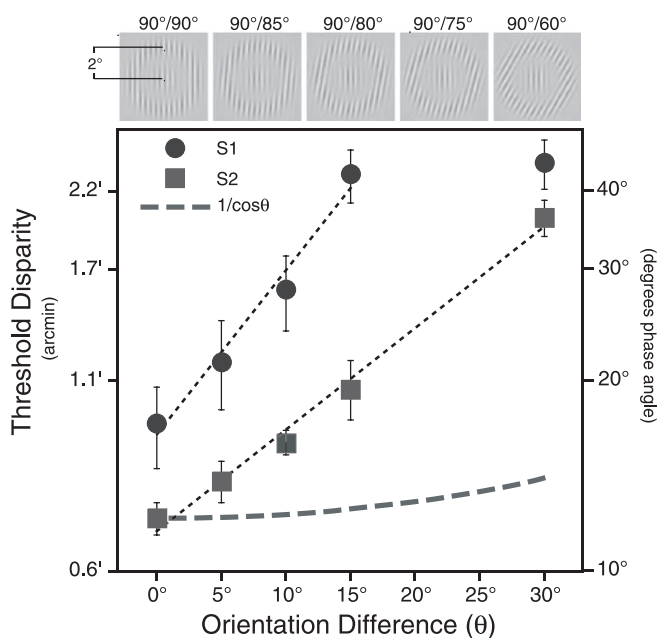 90°/90° 90°/85° 90°/80° 90°/75° 90°/60°
2°
S1
S2
1/cosθ
2.2'
1.7'
1.1'
0.6'
Threshold Disparity
(arcmin)
40°
30°
20°
10°
(degrees phase angle)
0° 5° 10° 15° 20° 25° 30°
Orientation Difference (θ)